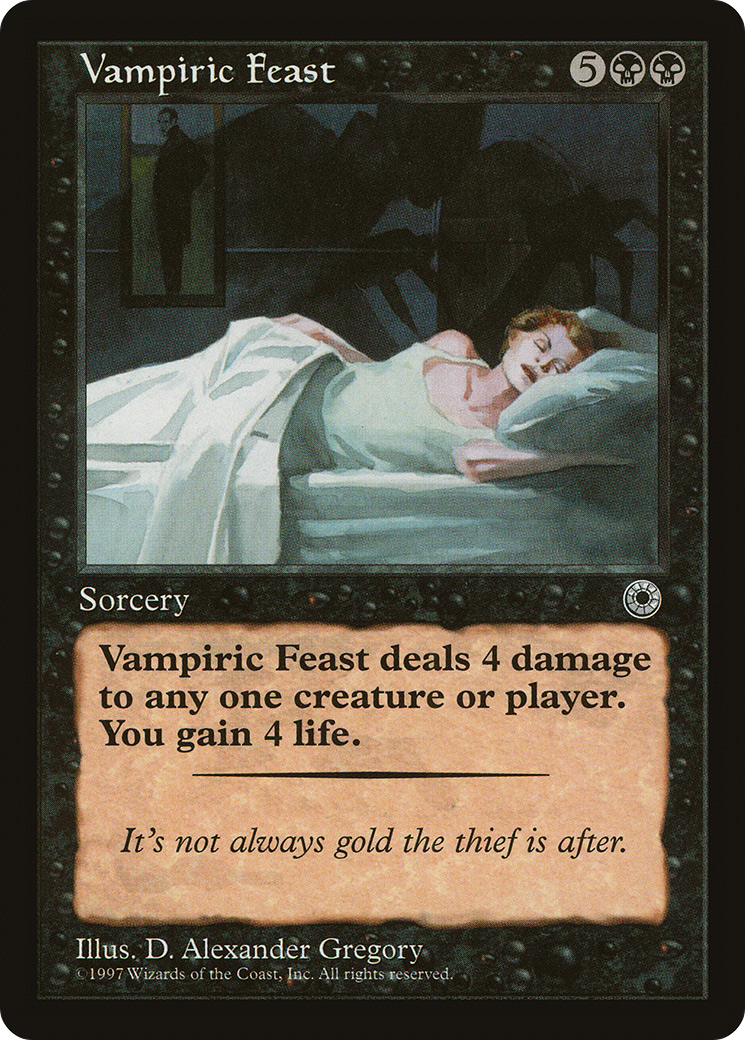 Vampiric Feast
5
Sorcery
Vampiric Feast deals 4 damage
to any one creature or player.
You gain 4 life.
It's not always gold the thief is after.
Illus. D. Alexander Gregory
©1997 Wizards of the Coast, Inc. All rights reserved.